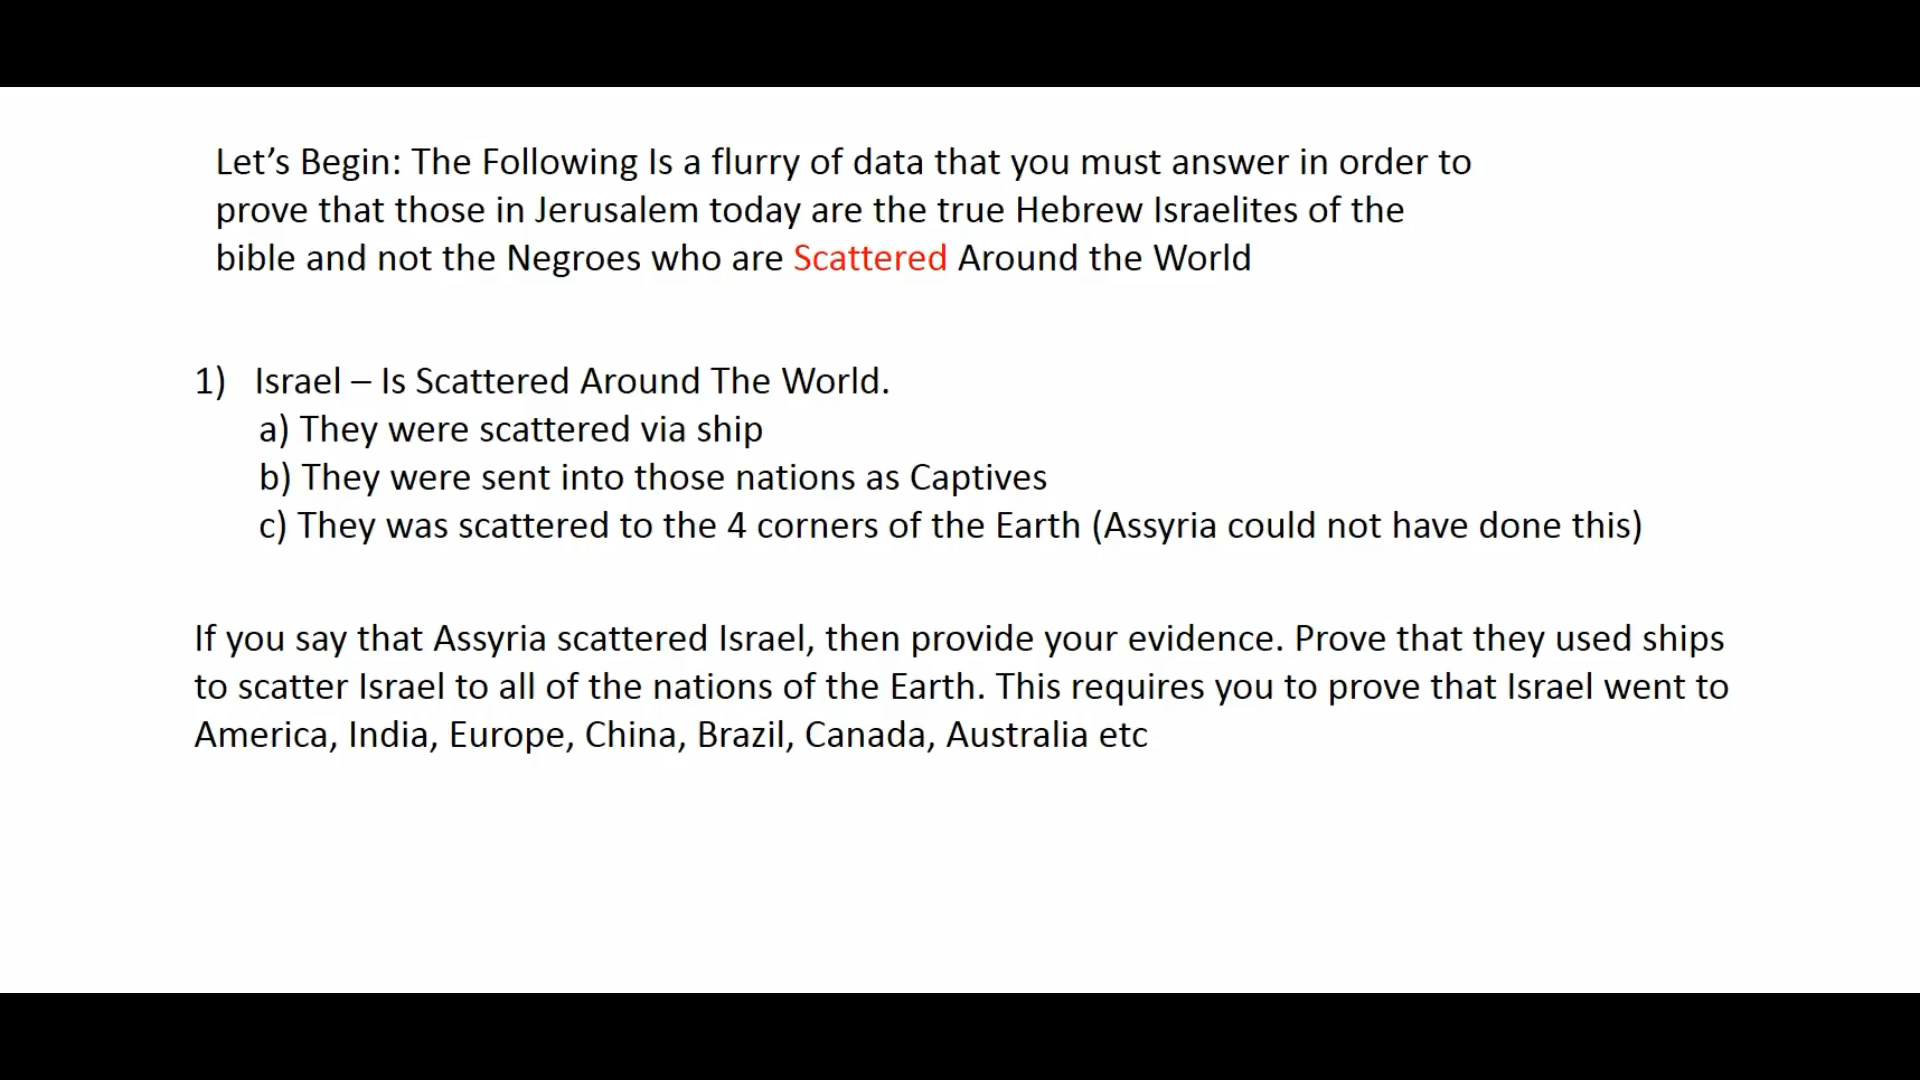 Let’s Begin: The Following Is a flurry of data that you must answer in order to
prove that those in Jerusalem today are the true Hebrew Israelites of the
bible and not the Negroes who are Scattered Around the World
1) Israel – Is Scattered Around The World.
a) They were scattered via ship
b) They were sent into those nations as Captives
c) They was scattered to the 4 corners of the Earth (Assyria could not have done this)
If you say that Assyria scattered Israel, then provide your evidence. Prove that they used ships
to scatter Israel to all of the nations of the Earth. This requires you to prove that Israel went to
America, India, Europe, China, Brazil, Canada, Australia etc